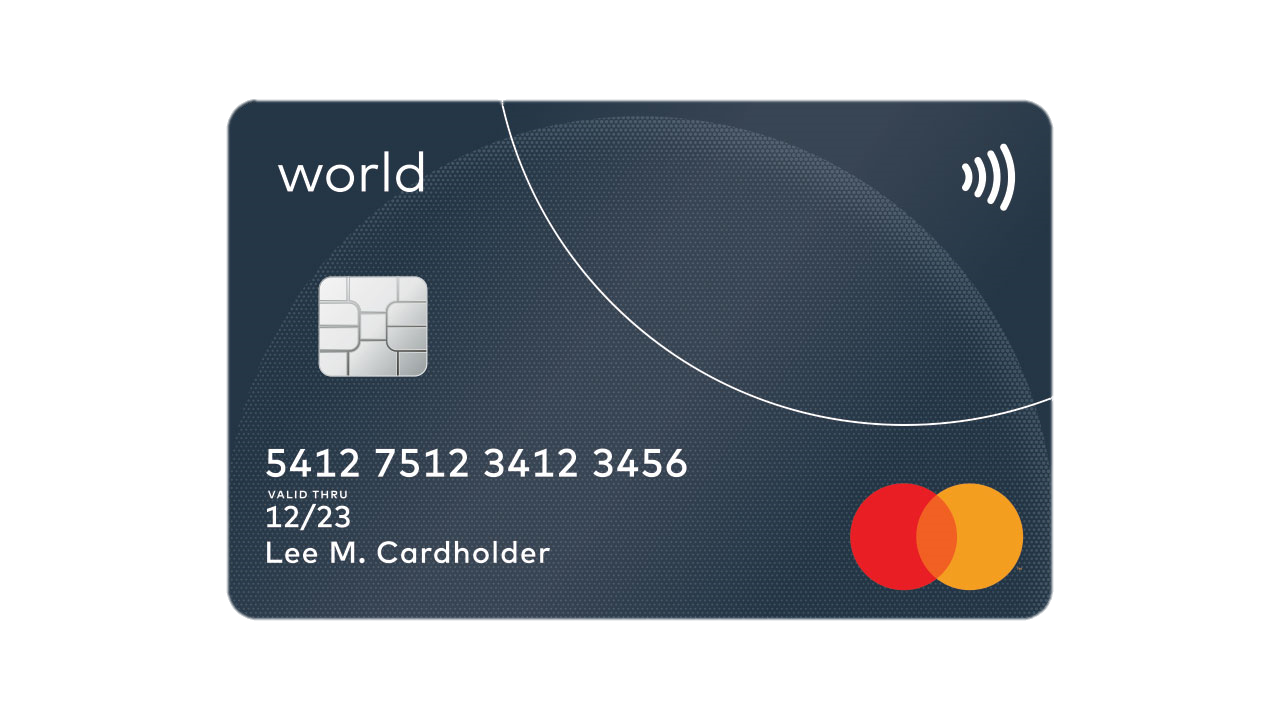 world
5412 7512 3412 3456
VALID THRU
12/23
Lee M. Cardholder